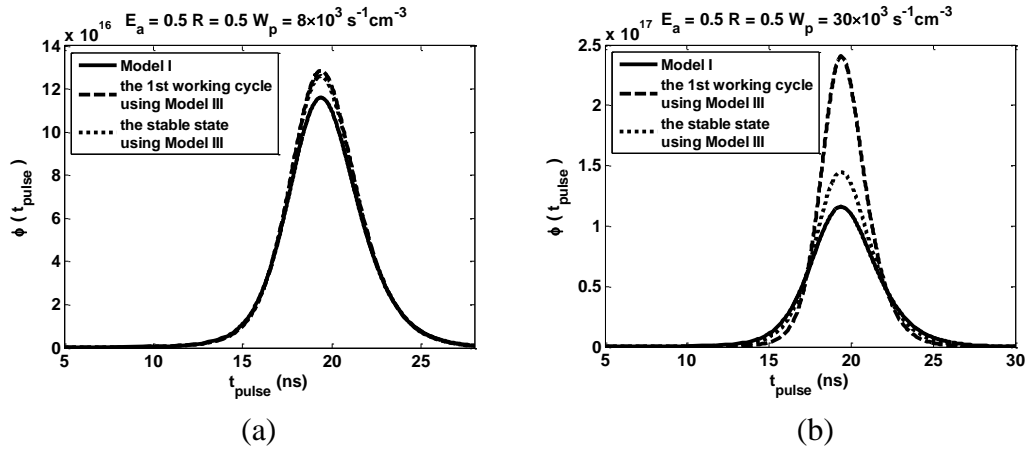 E_a = 0.5 R = 0.5 W_p = 8×10^3 s^-1cm^-3
x 10^16
14
12
10
8
6
4
2
0
Model I
the 1st working cycle
using Model III
the stable state
using Model III
ϕ ( t_pulse )
5
10
15
20
25
t_pulse (ns)
(a)
E_a = 0.5 R = 0.5 W_p = 30×10^3 s^-1cm^-3
x 10^17
2.5
2
1.5
1
0.5
0
Model I
the 1st working cycle
using Model III
the stable state
using Model III
ϕ ( t_pulse )
5
10
15
20
25
30
t_pulse (ns)
(b)